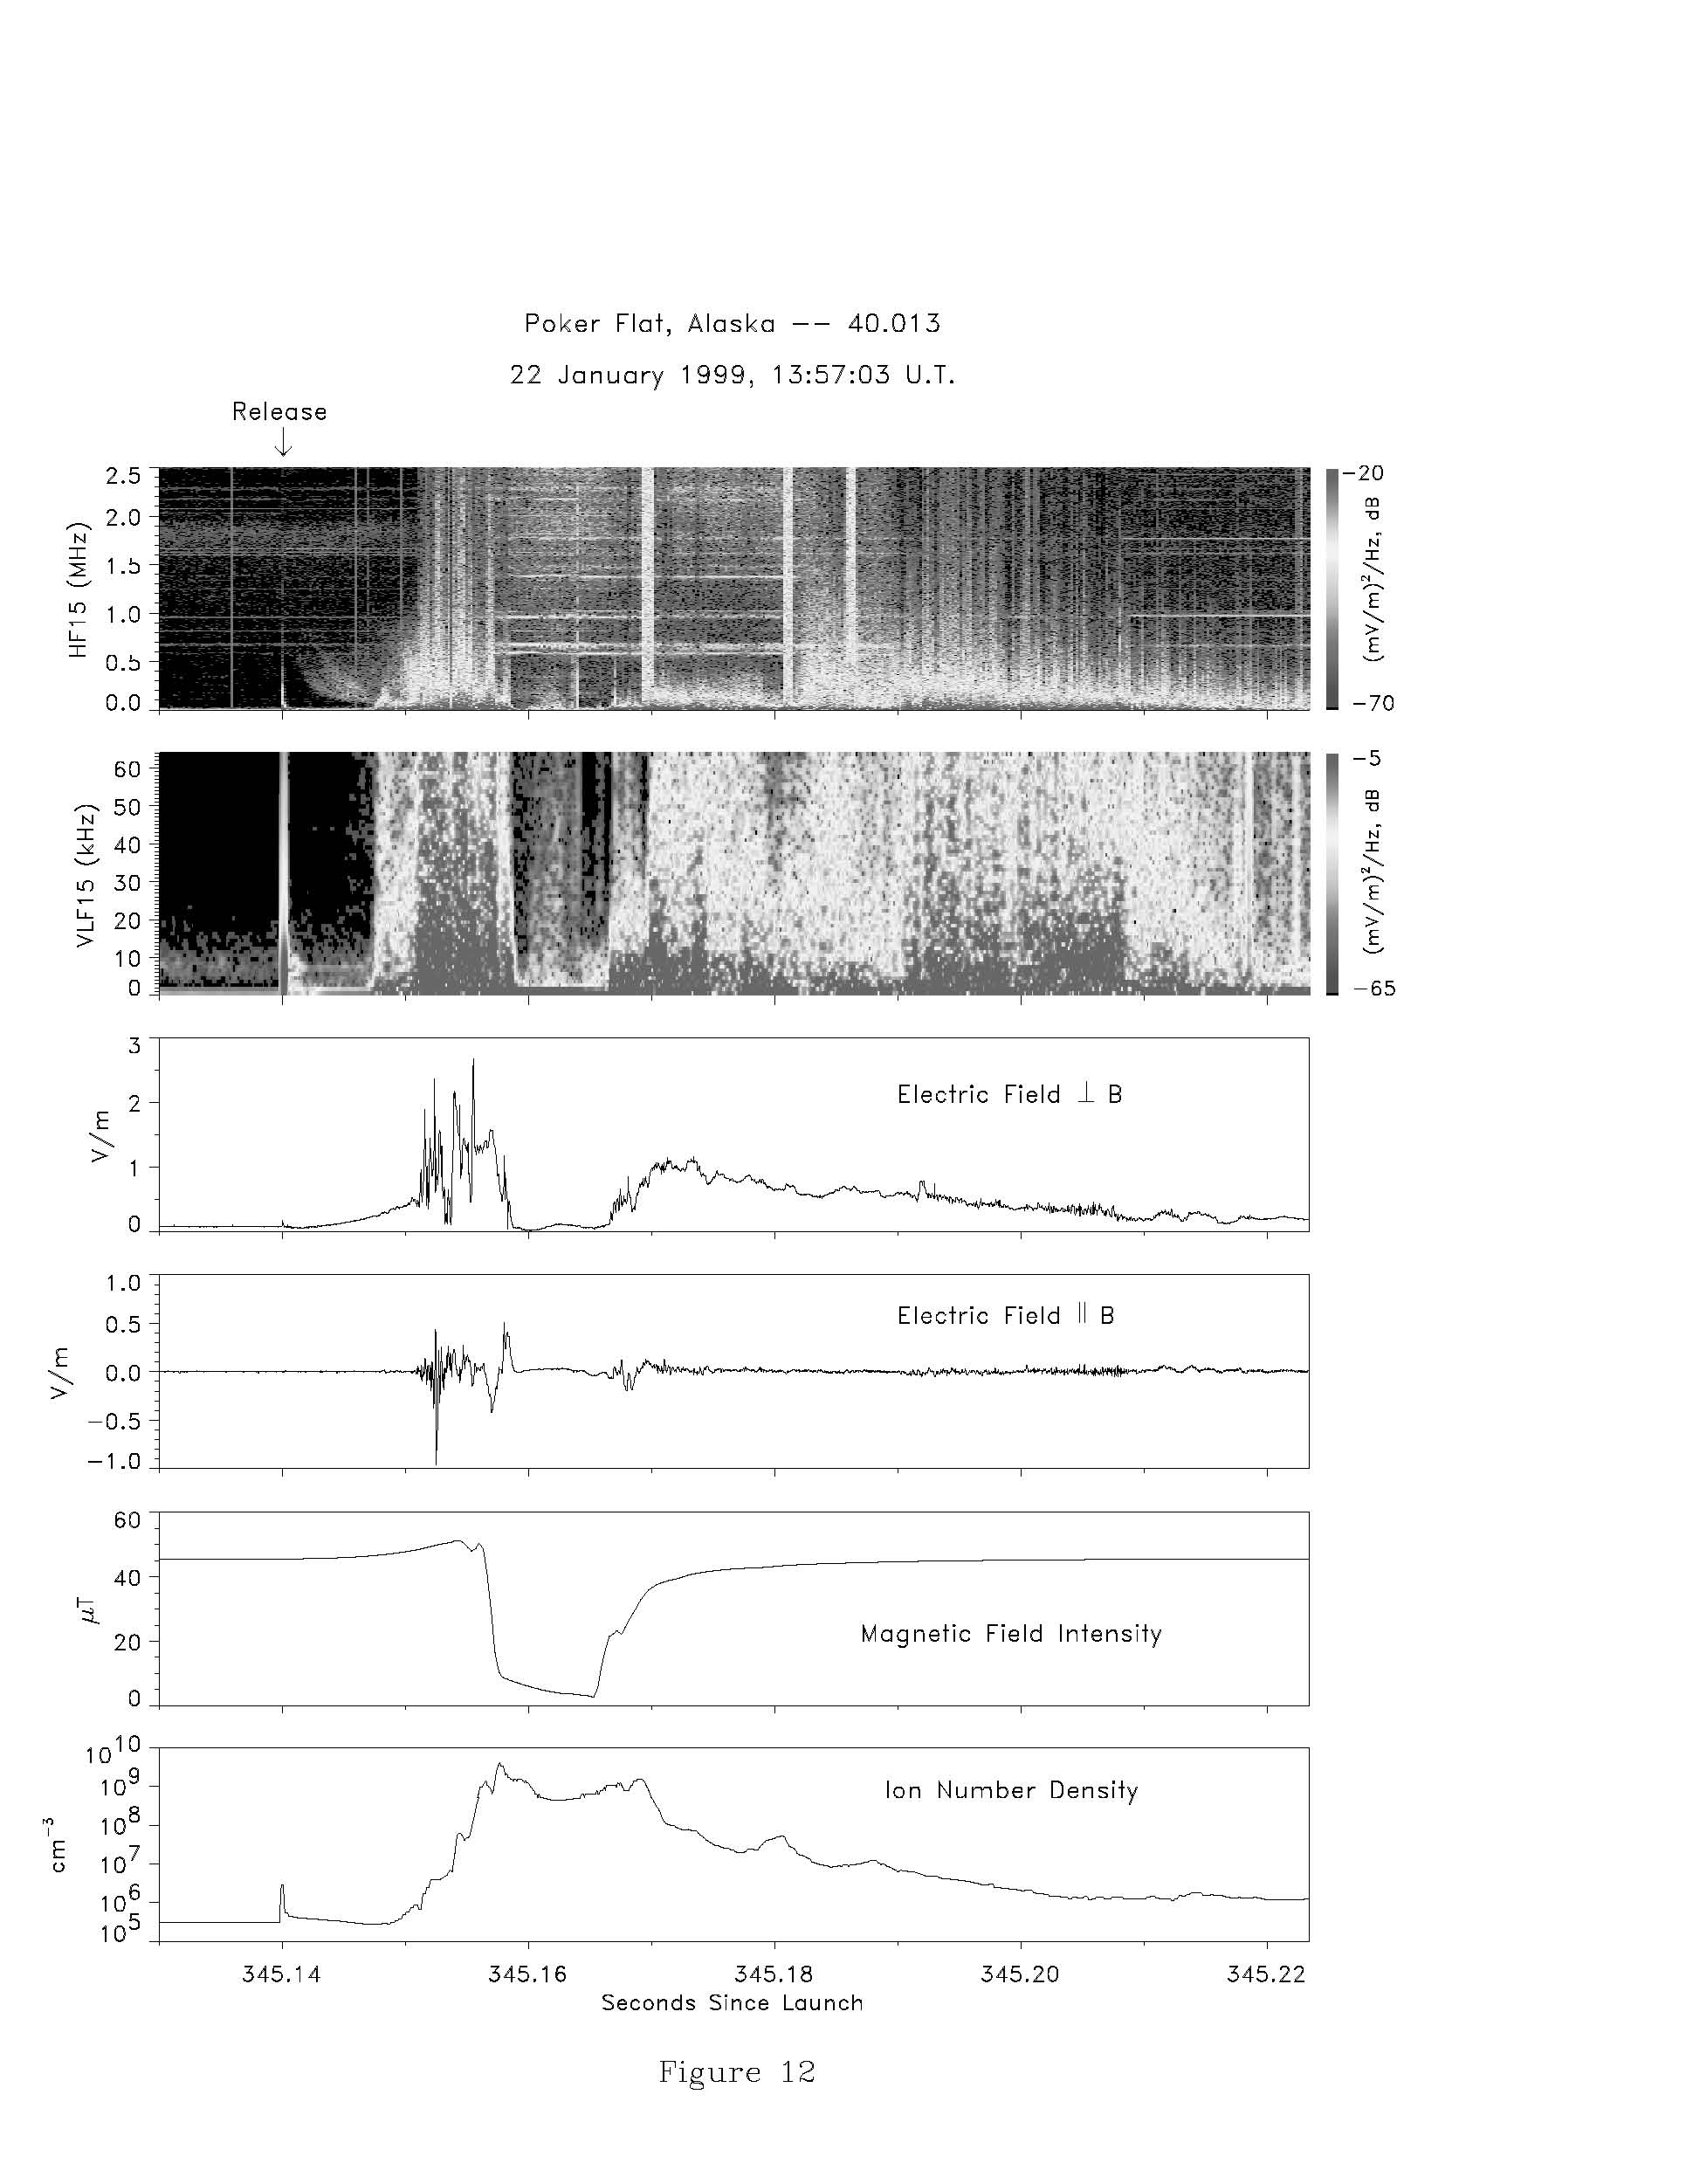 Poker Flat, Alaska -- 40.013
22 January 1999, 13:57:03 U.T.
Release
HF15 (MHz)
2.5
2.0
1.5
1.0
0.5
0.0
-20
(mV/m)²/Hz, dB
-70
VLF15 (kHz)
60
50
40
30
20
10
0
-5
(mV/m)²/Hz, dB
-65
V/m
3
2
1
0
Electric Field ⊥ B
V/m
1.0
0.5
0.0
-0.5
-1.0
Electric Field ∥ B
μT
60
40
20
0
Magnetic Field Intensity
cm⁻³
10¹⁰
10⁹
10⁸
10⁷
10⁶
10⁵
Ion Number Density
345.14 345.16 345.18 345.20 345.22
Seconds Since Launch
Figure 12